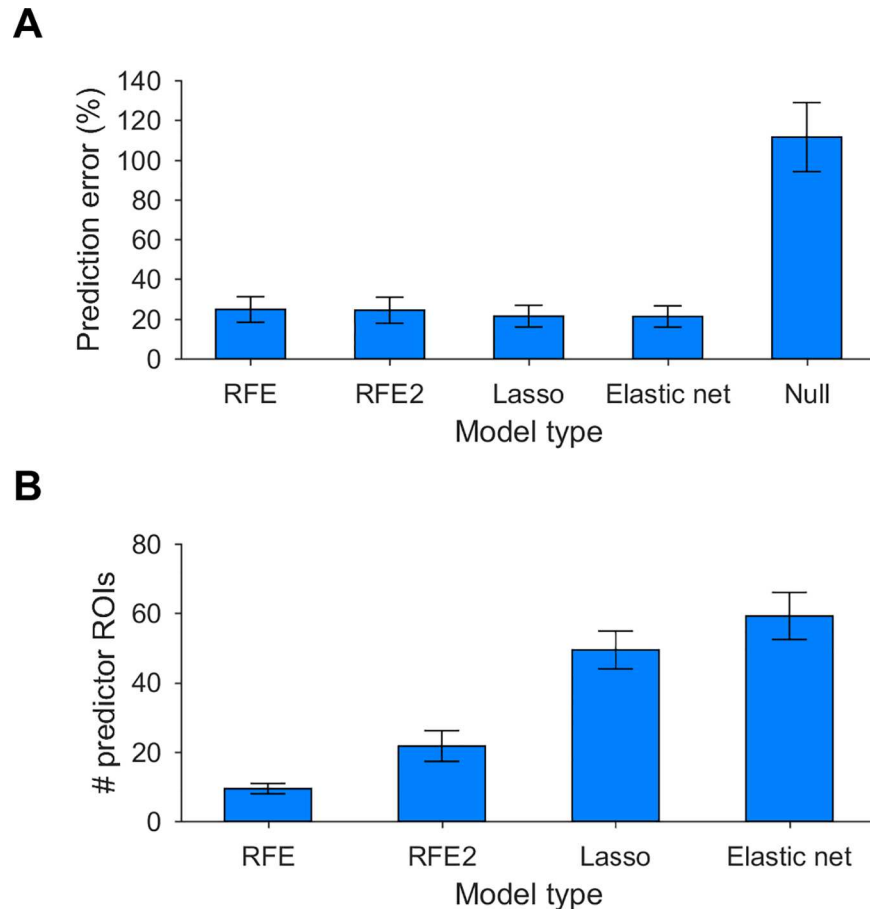 A
Prediction error (%)
140
120
100
80
60
40
20
0
RFE RFE2 Lasso Elastic net Null
Model type
B
# predictor ROIs
80
60
40
20
0
RFE RFE2 Lasso Elastic net
Model type